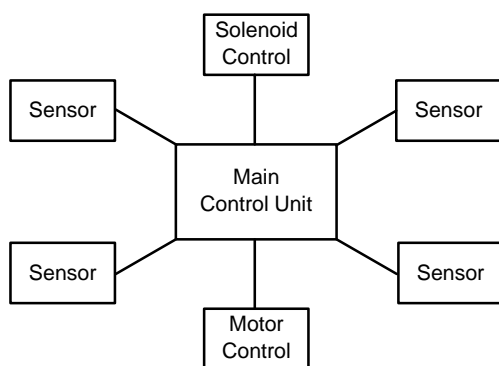 Solenoid
Control
Sensor
Sensor
Main
Control Unit
Sensor
Sensor
Motor
Control